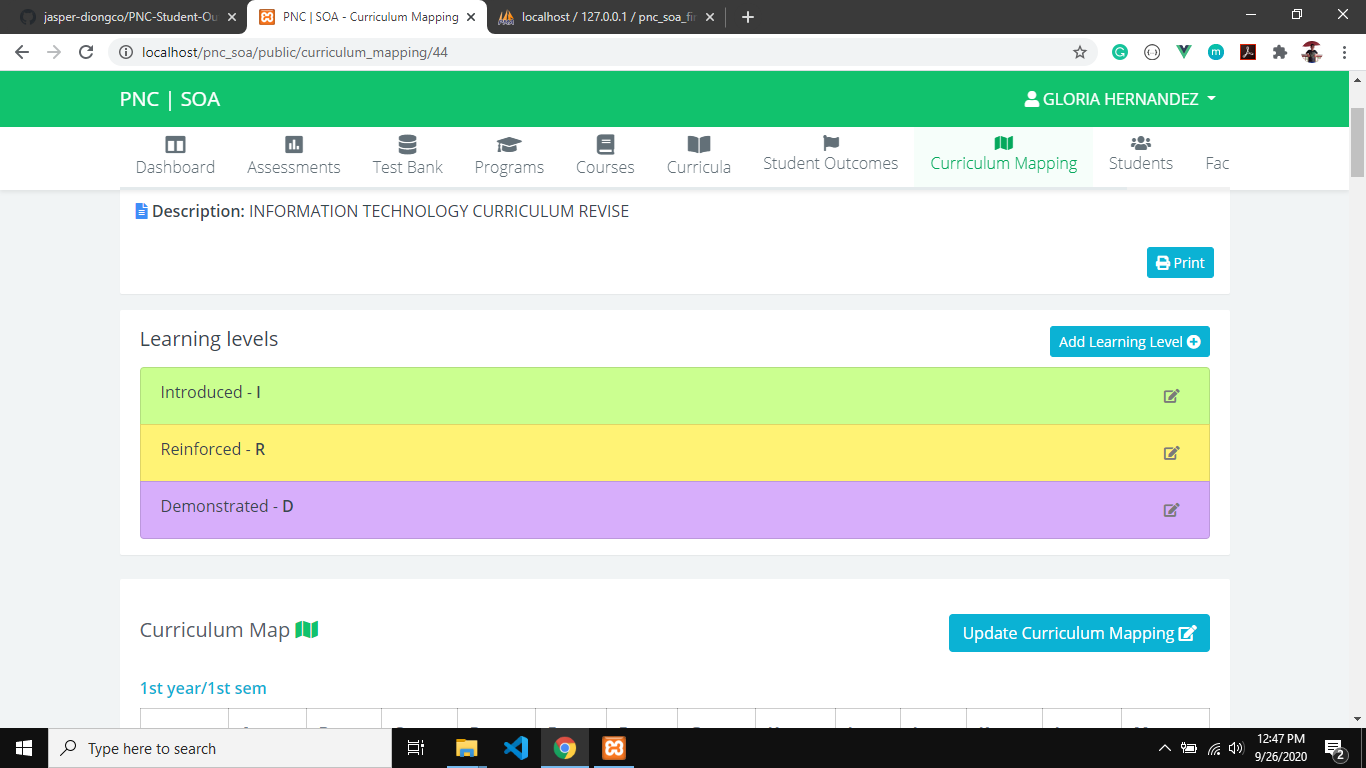 jasper-diongco/PNC-Student-Ou
PNC | SOA - Curriculum Mapping
localhost / 127.0.0.1 / pnc_soa_fin
localhost/pnc_soa/public/curriculum_mapping/44
PNC | SOA
GLORIA HERNANDEZ
Dashboard
Assessments
Test Bank
Programs
Courses
Curricula
Student Outcomes
Curriculum Mapping
Students
Fac
Description: INFORMATION TECHNOLOGY CURRICULUM REVISE
Print
Learning levels
Add Learning Level
Introduced - I
Reinforced - R
Demonstrated - D
Curriculum Map
Update Curriculum Mapping
1st year/1st sem
Type here to search
12:47 PM
9/26/2020
2